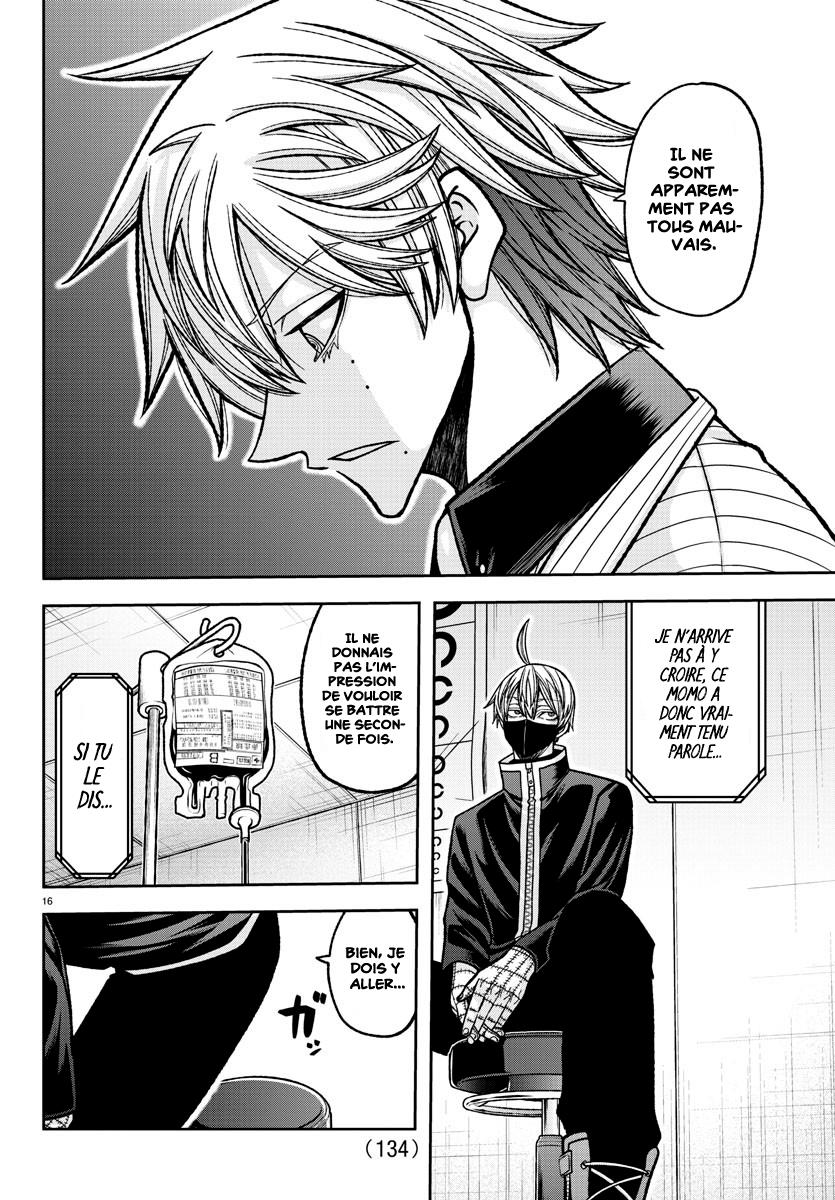 IL NE
SONT
APPAREM-
MENT PAS
TOUS MAU-
VAIS.
JE N'ARRIVE
PAS À Y
CROIRE, CE
MOMO A
DONC VRAI-
MENT TENU
PAROLE...
IL NE
DONNAIS
PAS L'IM-
PRESSION
DE VOULOIR
SE BATTRE
UNE SECON-
DE FOIS.
SI TU
LE
DIS...
16
BIEN, JE
DOIS Y
ALLER...
ガッ
(134)